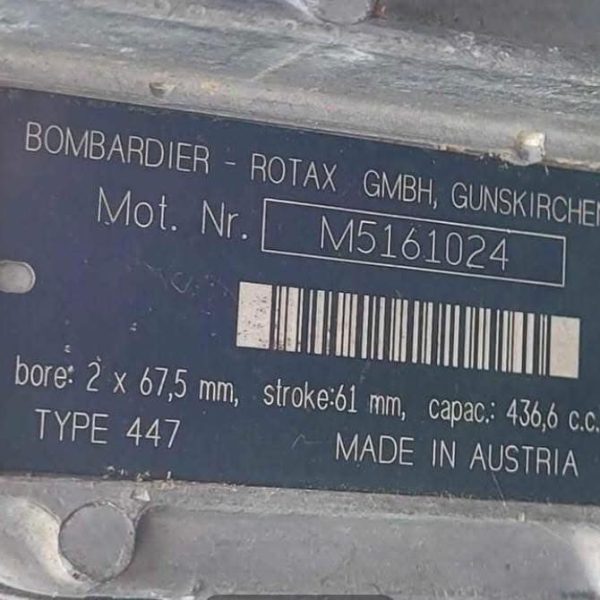 BOMBARDIER - ROTAX GMBH, GUNSKIRCHEN
Mot. Nr. M5161024
bore: 2 x 67,5 mm, stroke:61 mm, capac.: 436,6 c.c.
TYPE 447 MADE IN AUSTRIA